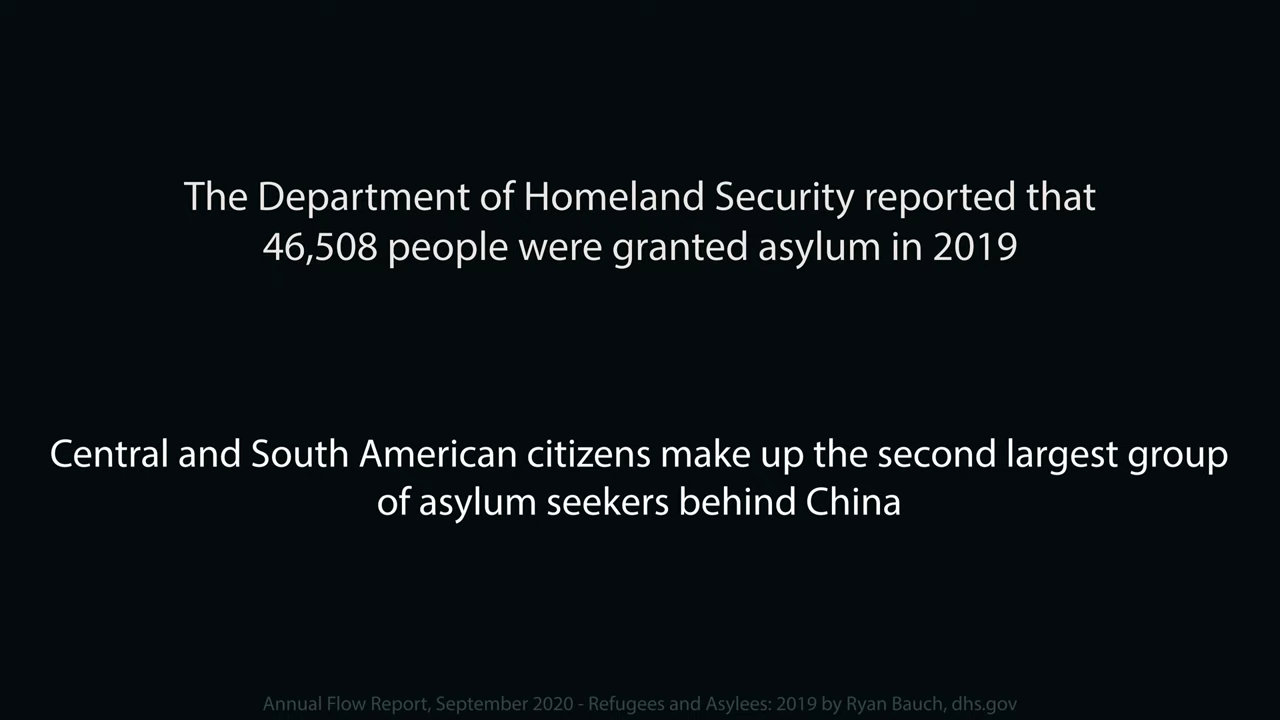 The Department of Homeland Security reported that
46,508 people were granted asylum in 2019
Central and South American citizens make up the second largest group
of asylum seekers behind China
Annual Flow Report, September 2020 - Refugees and Asylees: 2019 by Ryan Bauch, dhs.gov